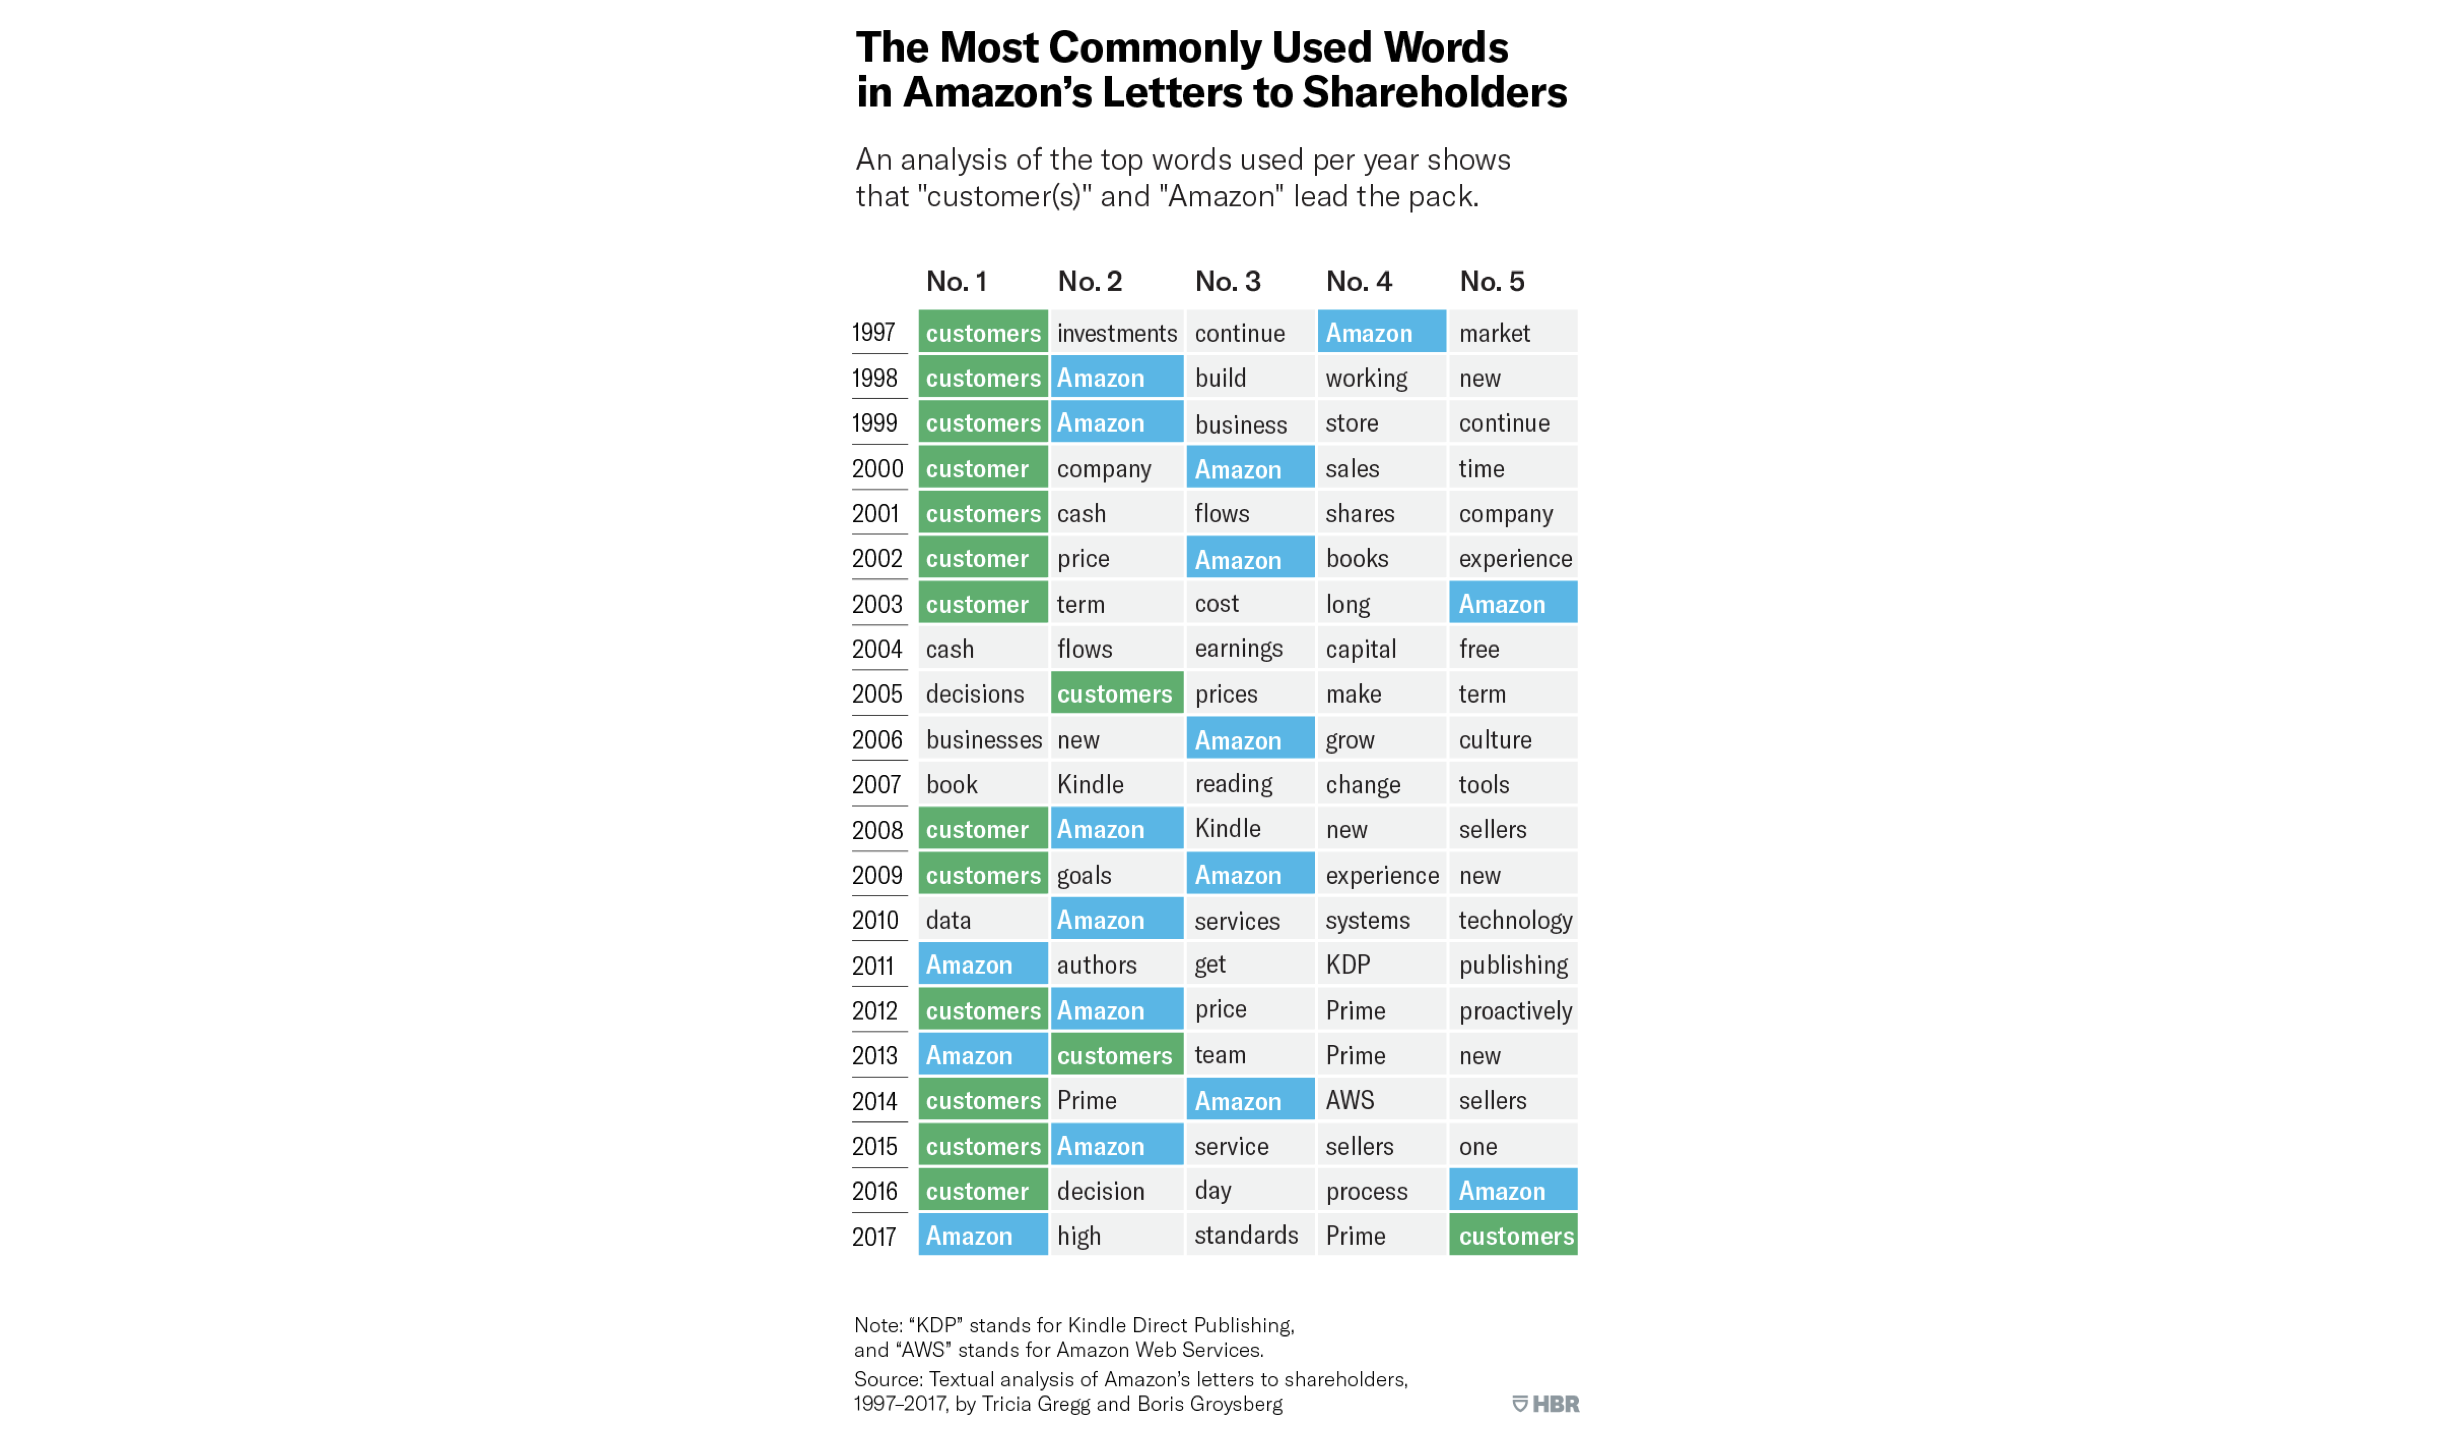 The Most Commonly Used Words
in Amazon’s Letters to Shareholders
An analysis of the top words used per year shows
that "customer(s)" and "Amazon" lead the pack.
No. 1 No. 2 No. 3 No. 4 No. 5
1997 customers investments continue Amazon market
1998 customers Amazon build working new
1999 customers Amazon business store continue
2000 customer company Amazon sales time
2001 customers cash flows shares company
2002 customer price Amazon books experience
2003 customer term cost long Amazon
2004 cash flows earnings capital free
2005 decisions customers prices make term
2006 businesses new Amazon grow culture
2007 book Kindle reading change tools
2008 customer Amazon Kindle new sellers
2009 customers goals Amazon experience new
2010 data Amazon services systems technology
2011 Amazon authors get KDP publishing
2012 customers Amazon price Prime proactively
2013 Amazon customers team Prime new
2014 customers Prime Amazon AWS sellers
2015 customers Amazon service sellers one
2016 customer decision day process Amazon
2017 Amazon high standards Prime customers
Note: “KDP” stands for Kindle Direct Publishing,
and “AWS” stands for Amazon Web Services.
Source: Textual analysis of Amazon’s letters to shareholders,
1997–2017, by Tricia Gregg and Boris Groysberg
HBR